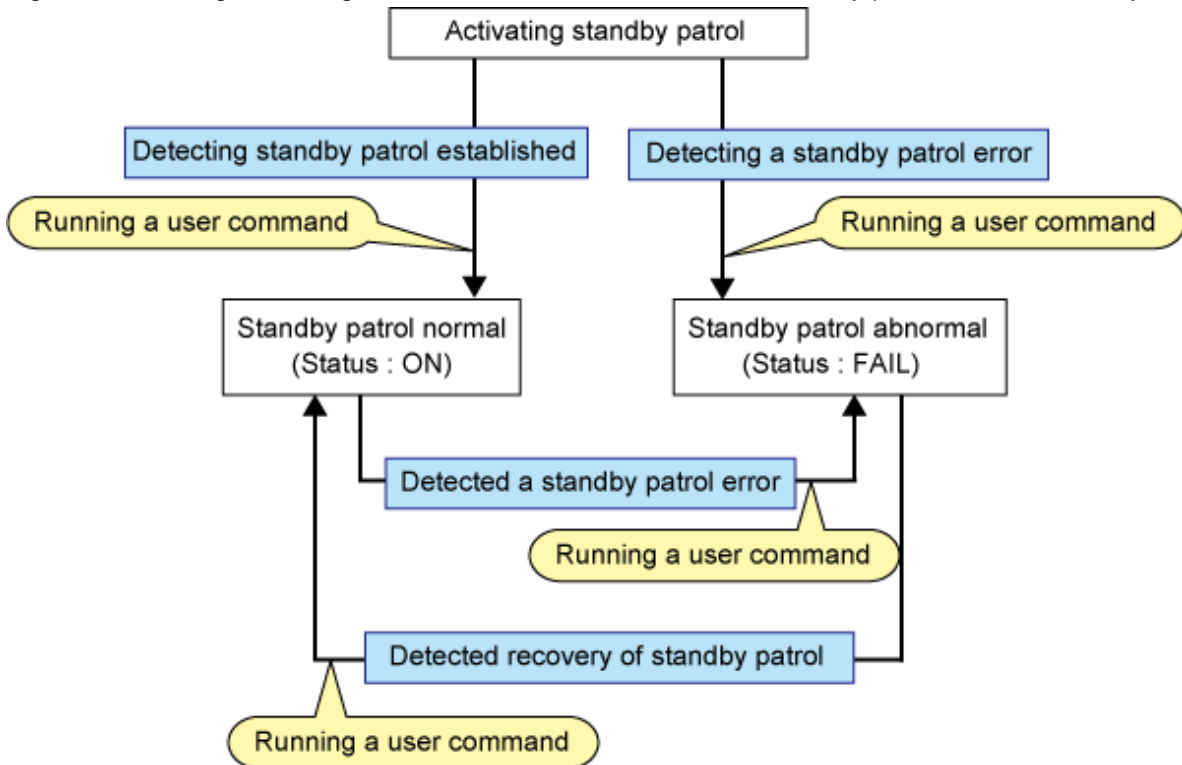 Activating standby patrol
Detecting standby patrol established
Detecting a standby patrol error
Running a user command
Running a user command
Standby patrol normal
(Status : ON)
Standby patrol abnormal
(Status : FAIL)
Detected a standby patrol error
Running a user command
Detected recovery of standby patrol
Running a user command